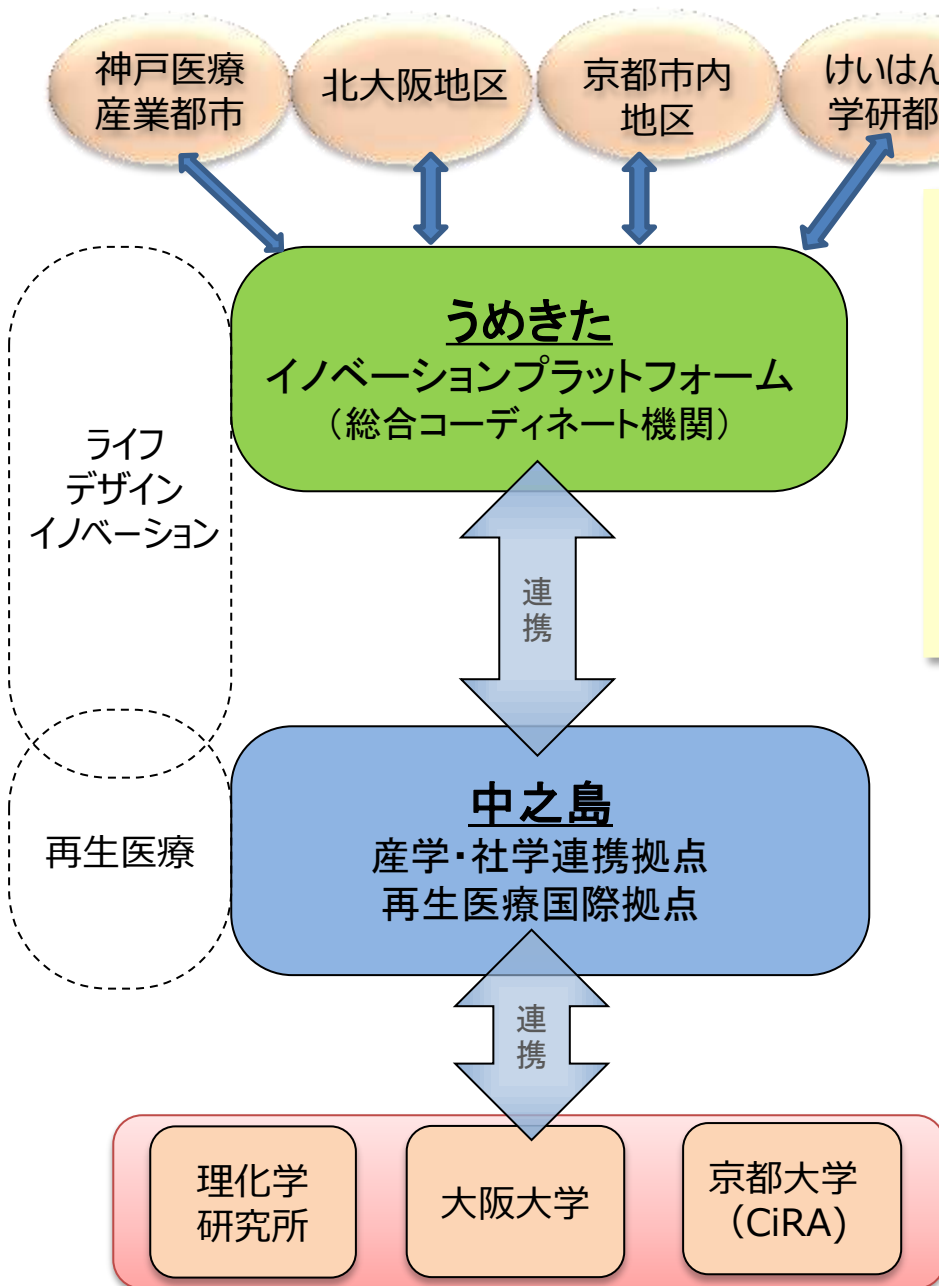 神戸医療
産業都市
北大阪地区
京都市内
地区
けいはん
学研都
うめきた
イノベーションプラットフォーム
（総合コーディネート機関）
ライフ
デザイン
イノベーション
連
携
中之島
産学・社学連携拠点
再生医療国際拠点
再生医療
連
携
理化学
研究所
大阪大学
京都大学
（CiRA）